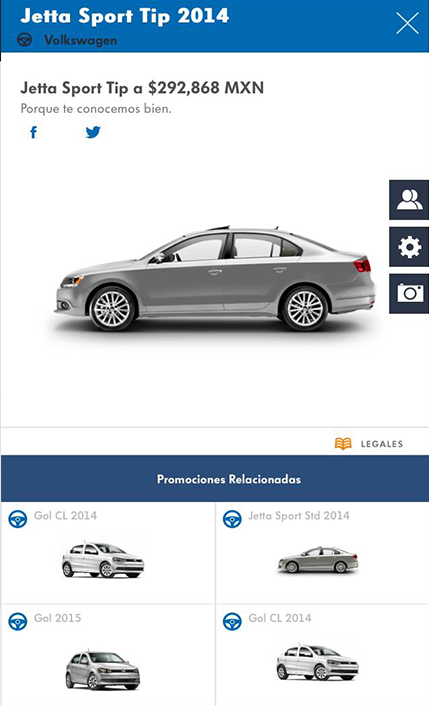 Jetta Sport Tip 2014
Volkswagen
Jetta Sport Tip a $292,868 MXN
Porque te conocemos bien.
LEGALES
Promociones Relacionadas
Gol CL 2014
Jetta Sport Std 2014
Gol 2015
Gol CL 2014